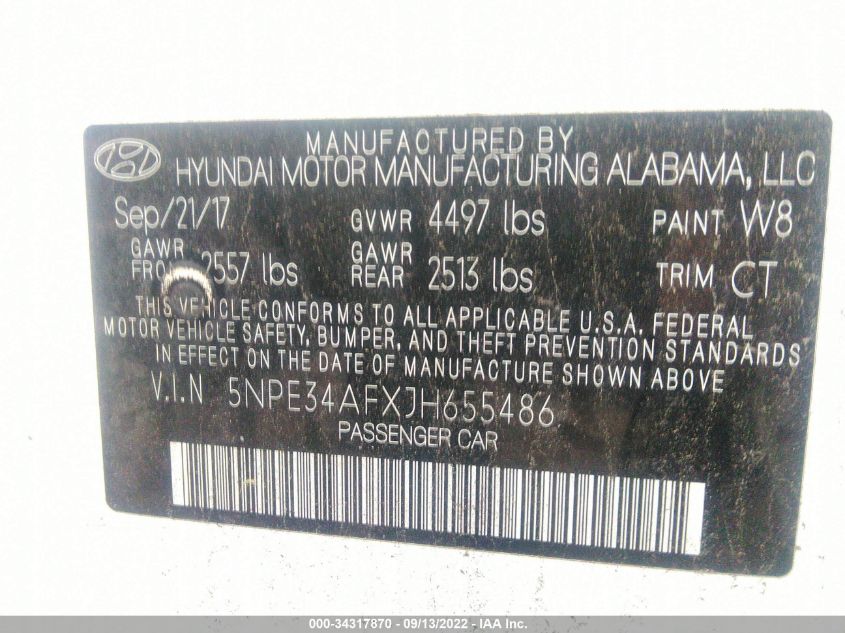 MANUFACTURED BY
HYUNDAI MOTOR MANUFACTURING ALABAMA, LLC
Sep/21/17 GVWR 4497 lbs PAINT W8
GAWR 2557 lbs GAWR 2513 lbs TRIM CT
REAR
THIS VEHICLE CONFORMS TO ALL APPLICABLE U.S.A. FEDERAL
MOTOR VEHICLE SAFETY, BUMPER, AND THEFT PREVENTION STANDARDS
IN EFFECT ON THE DATE OF MANUFACTURE SHOWN ABOVE
V.I.N 5NPE34AFXJH655486
PASSENGER CAR
000-34317870 - 09/13/2022 - IAA Inc.